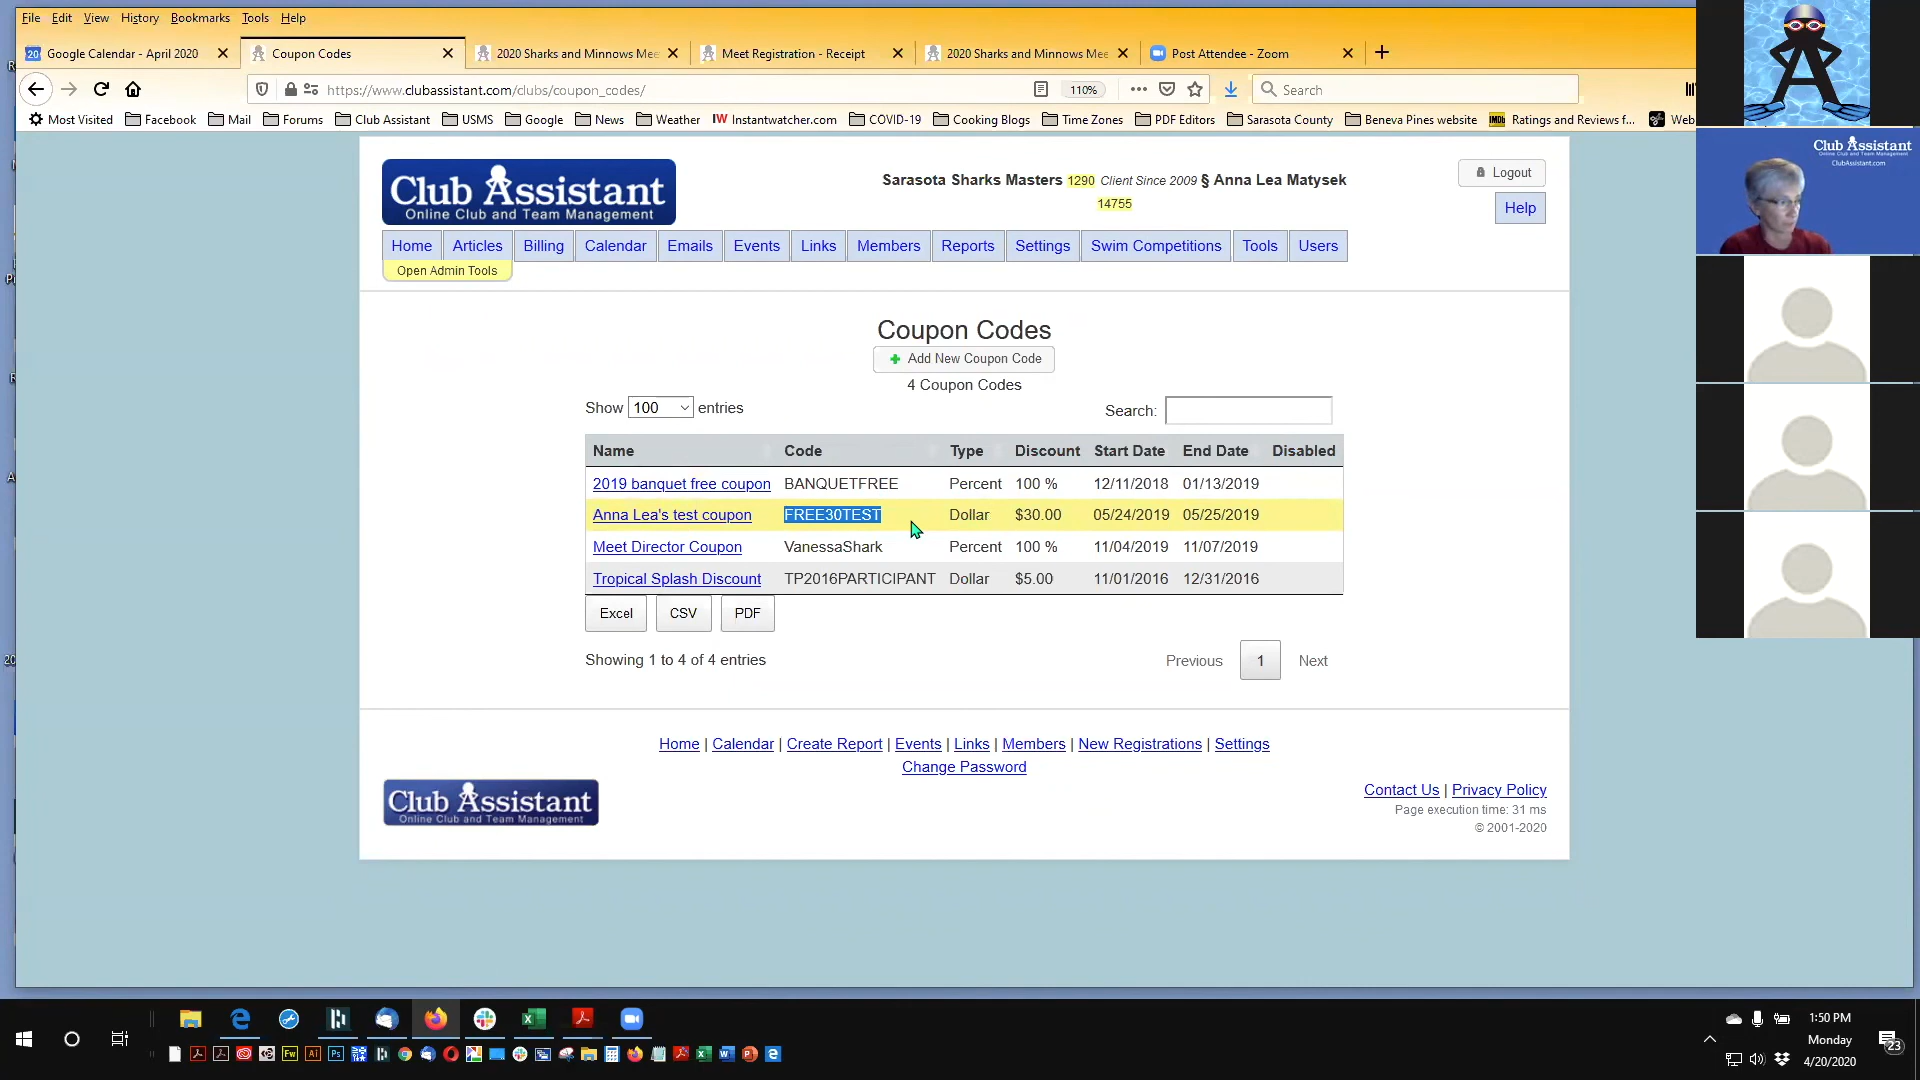 File Edit View History Bookmarks Tools Help
Google Calendar - April 2020
Coupon Codes
2020 Sharks and Minnows Mee
Meet Registration - Receipt
2020 Sharks and Minnows Mee
Post Attendee - Zoom
https://www.clubassistant.com/clubs/coupon_codes/
110%
Search
Most Visited Facebook Mail Forums Club Assistant USMS Google News Weather Instantwatcher.com COVID-19 Cooking Blogs Time Zones PDF Editors Sarasota County Beneva Pines website Ratings and Reviews f... Web
Club Assistant
Online Club and Team Management
Sarasota Sharks Masters 1290 Client Since 2009 § Anna Lea Matysek
14755
Logout
Help
Home Articles Billing Calendar Emails Events Links Members Reports Settings Swim Competitions Tools Users
Open Admin Tools
Coupon Codes
Add New Coupon Code
4 Coupon Codes
Show 100 entries
Search:
Name Code Type Discount Start Date End Date Disabled
2019 banquet free coupon BANQUETFREE Percent 100 % 12/11/2018 01/13/2019
Anna Lea's test coupon FREE30TEST Dollar $30.00 05/24/2019 05/25/2019
Meet Director Coupon VanessaShark Percent 100 % 11/04/2019 11/07/2019
Tropical Splash Discount TP2016PARTICIPANT Dollar $5.00 11/01/2016 12/31/2016
Excel CSV PDF
Showing 1 to 4 of 4 entries
Previous 1 Next
Home | Calendar | Create Report | Events | Links | Members | New Registrations | Settings
Change Password
Club Assistant
Online Club and Team Management
Contact Us | Privacy Policy
Page execution time: 31 ms
© 2001-2020
Club Assistant
Online Club and Team Management
ClubAssistant.com
1:50 PM
Monday
4/20/2020
23